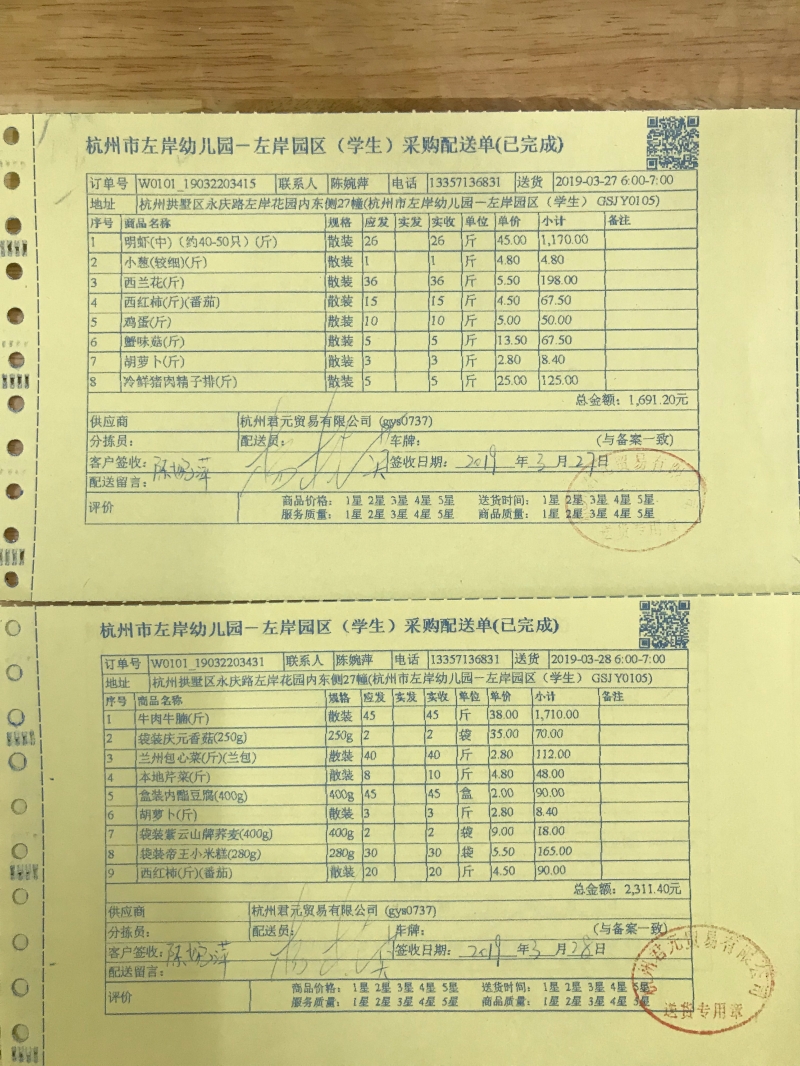 杭州市左岸幼儿园－左岸园区（学生）采购配送单(已完成)
订单号 W0101_19032203415 联系人 陈婉萍 电话 13357136831 送货 2019-03-27 6:00-7:00
地址 杭州拱墅区永庆路左岸花园内东侧27幢(杭州市左岸幼儿园－左岸园区（学生） GSJY0105)
序号 商品名称 规格 应发 实发 实收 单位 单价 小计 备注
1 明虾(中)（约40-50只）(斤) 散装 26 26 斤 45.00 1,170.00
2 小葱(较细)(斤) 散装 1 1 斤 4.80 4.80
3 西兰花(斤) 散装 36 36 斤 5.50 198.00
4 西红柿(斤)(番茄) 散装 15 15 斤 4.50 67.50
5 鸡蛋(斤) 散装 10 10 斤 5.00 50.00
6 蟹味菇(斤) 散装 5 5 斤 13.50 67.50
7 胡萝卜(斤) 散装 3 3 斤 2.80 8.40
8 冷鲜猪肉精子排(斤) 散装 5 5 斤 25.00 125.00
总金额：1,691.20元
供应商 杭州君元贸易有限公司 (gys0737)
分拣员： 配送员： 车牌： (与备案一致)
客户签收：陈婉萍 签收日期：2019 年 3 月 27 日
配送留言：
评价 商品价格： 1星 2星 3星 4星 5星 送货时间： 1星 2星 3星 4星 5星
服务质量： 1星 2星 3星 4星 5星 商品质量： 1星 2星 3星 4星 5星
杭州市左岸幼儿园－左岸园区（学生）采购配送单(已完成)
订单号 W0101_19032203431 联系人 陈婉萍 电话 13357136831 送货 2019-03-28 6:00-7:00
地址 杭州拱墅区永庆路左岸花园内东侧27幢(杭州市左岸幼儿园－左岸园区（学生） GSJY0105)
序号 商品名称 规格 应发 实发 实收 单位 单价 小计 备注
1 牛肉牛腩(斤) 散装 45 45 斤 38.00 1,710.00
2 袋装庆元香菇(250g) 250g 2 2 袋 35.00 70.00
3 兰州包心菜(斤)(兰包) 散装 40 40 斤 2.80 112.00
4 本地芹菜(斤) 散装 8 10 斤 4.80 48.00
5 盒装内酯豆腐(400g) 400g 45 45 盒 2.00 90.00
6 胡萝卜(斤) 散装 3 3 斤 2.80 8.40
7 袋装紫云山牌荞麦(400g) 400g 2 2 袋 9.00 18.00
8 袋装帝王小米糕(280g) 280g 30 30 袋 5.50 165.00
9 西红柿(斤)(番茄) 散装 20 20 斤 4.50 90.00
总金额：2,311.40元
供应商 杭州君元贸易有限公司 (gys0737)
分拣员： 配送员： 车牌： (与备案一致)
客户签收：陈婉萍 签收日期：2019 年 3 月 28 日
配送留言：
评价 商品价格： 1星 2星 3星 4星 5星 送货时间： 1星 2星 3星 4星 5星
服务质量： 1星 2星 3星 4星 5星 商品质量： 1星 2星 3星 4星 5星
杭州君元贸易有限公司
送货专用章